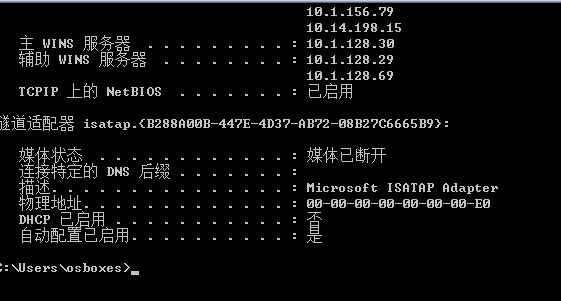 10.1.156.79
10.14.198.15
主 WINS 服务器 . . . . . . . . . : 10.1.128.30
辅助 WINS 服务器 . . . . . . . . : 10.1.128.29
10.1.128.69
TCPIP 上的 NetBIOS . . . . . . . : 已启用
隧道适配器 isatap.{B288A00B-447E-4D37-AB72-08B27C6665B9}:
媒体状态 . . . . . . . . . . . . : 媒体已断开
连接特定的 DNS 后缀 . . . . . . . :
描述. . . . . . . . . . . . . . . : Microsoft ISATAP Adapter
物理地址. . . . . . . . . . . . . : 00-00-00-00-00-00-00-E0
DHCP 已启用 . . . . . . . . . . . : 否
自动配置已启用. . . . . . . . . . : 是
C:\Users\osboxes>_